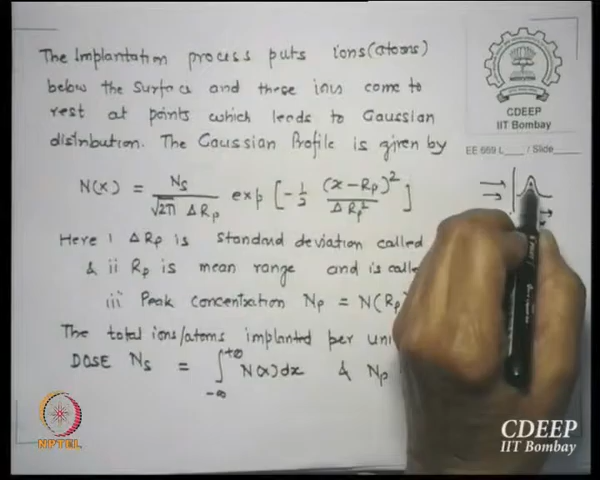 The Implantation process puts ions(atoms)
below the Surface and these ions come to
rest at points which leads to Gaussian
distribution. The Gaussian Profile is given by
N(x) = Ns / (√2π ΔRp) exp [-1/2 (x-Rp)² / ΔRp²]
Here i ΔRp is Standard deviation called
& ii Rp is mean range and is calle
iii Peak concentration Np = N(Rp
The total ions/atoms implanted per uni
DOSE Ns = ∫ -∞ +∞ N(x)dx & Np
CDEEP
IIT Bombay
EE 669 L___ / Slide___
NPTEL
CDEEP
IIT Bombay